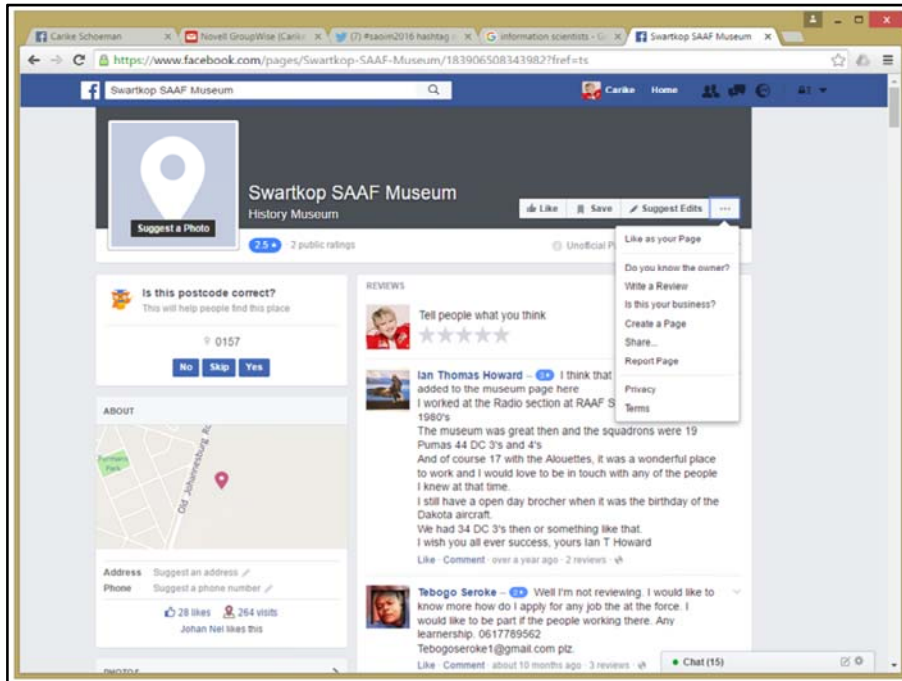 Carike Schoeman
Novell GroupWise (Carike
(7) #saoim2016 hashtag
information scientists - G
Swartkop SAAF Museum
https://www.facebook.com/pages/Swartkop-SAAF-Museum/183906508343982?fref=ts
Swartkop SAAF Museum
Carike Home
Swartkop SAAF Museum
History Museum
Suggest a Photo
Like Save Suggest Edits ...
2.5 2 public ratings
Unofficial P
Like as your Page
Do you know the owner?
Write a Review
Is this your business?
Create a Page
Share...
Report Page
Privacy
Terms
Is this postcode correct?
This will help people find this place
0157
No Skip Yes
ABOUT
Park
Old Johannesburg Rd
Address Suggest an address
Phone Suggest a phone number
28 likes 264 visits
Johan Nel likes this
PHOTOS
REVIEWS
Tell people what you think
Ian Thomas Howard – I think that
added to the museum page here
I worked at the Radio section at RAAF S
1980's
The museum was great then and the squadrons were 19
Pumas 44 DC 3's and 4's
And of course 17 with the Alouettes, it was a wonderful place
to work and I would love to be in touch with any of the people
I knew at that time.
I still have a open day brocher when it was the birthday of the
Dakota aircraft.
We had 34 DC 3's then or something like that.
I wish you all ever success, yours Ian T Howard
Like · Comment · over a year ago · 2 reviews ·
Tebogo Seroke – Well I'm not reviewing. I would like to
know more how do I apply for any job the at the force. I
would like to be part if the people working there. Any
learnership. 0617789562
Tebogoseroke1@gmail.com plz.
Like · Comment · about 10 months ago · 3 reviews ·
Chat (15)